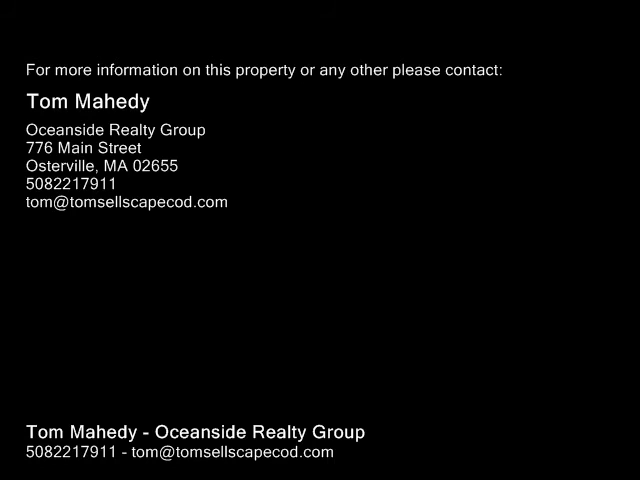 For more information on this property or any other please contact:
Tom Mahedy
Oceanside Realty Group
776 Main Street
Osterville, MA 02655
5082217911
tom@tomsellscapecod.com
Tom Mahedy - Oceanside Realty Group
5082217911 - tom@tomsellscapecod.com